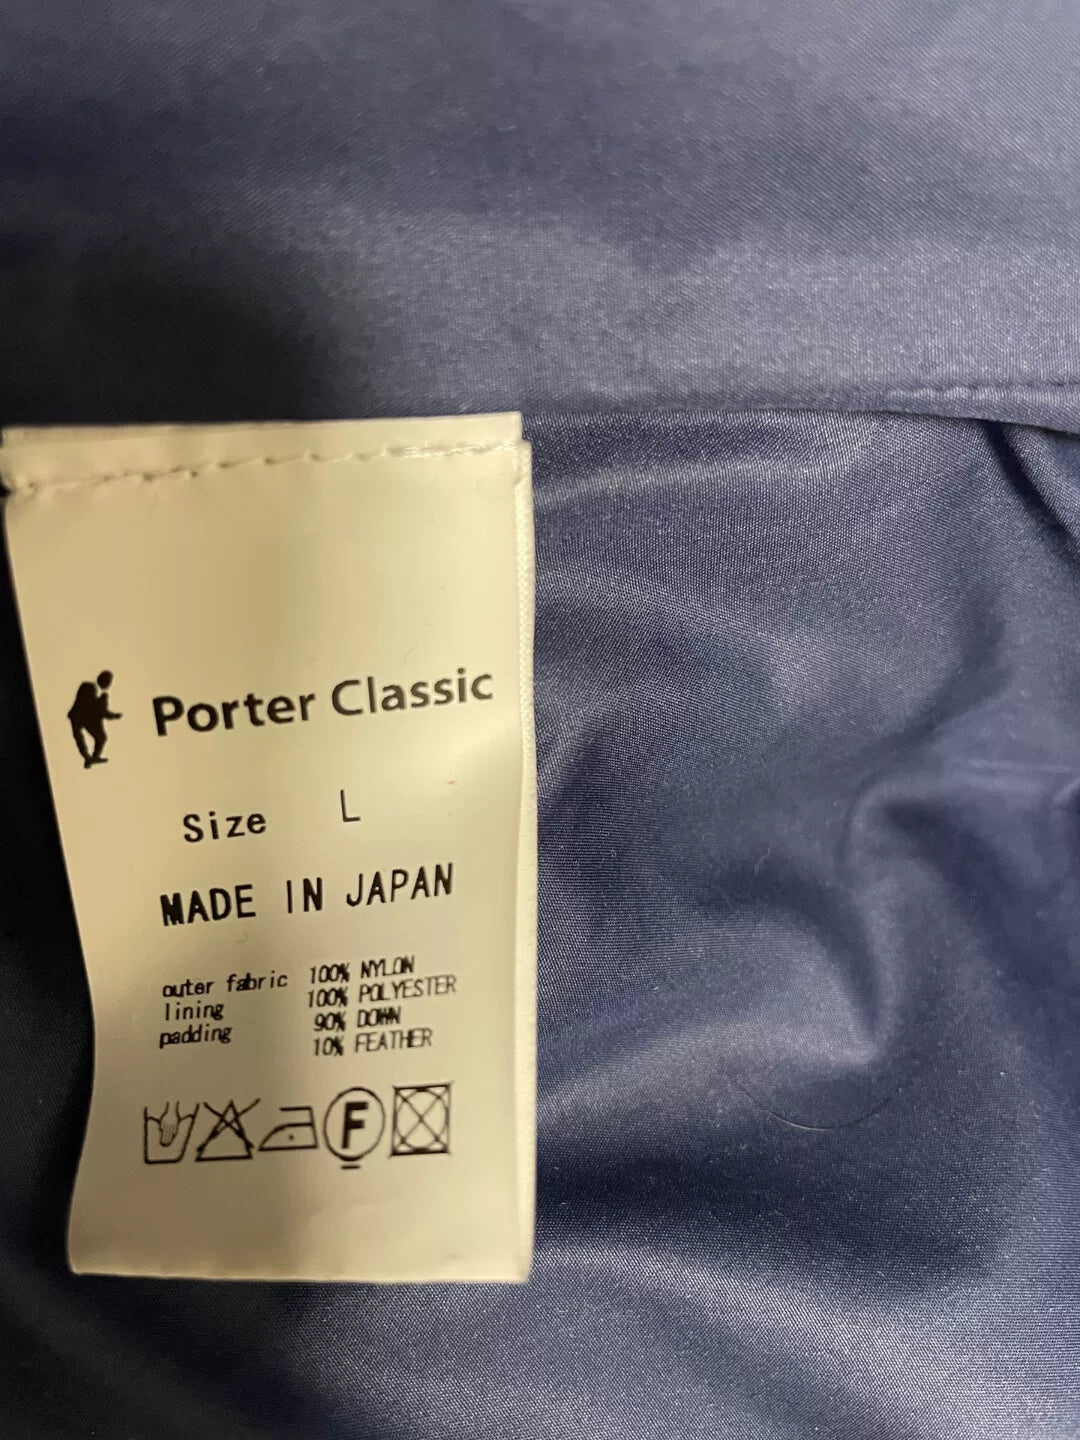 Porter Classic
Size L
MADE IN JAPAN
outer fabric 100% NYLON
lining 100% POLYESTER
padding 90% DOWN
10% FEATHER
F